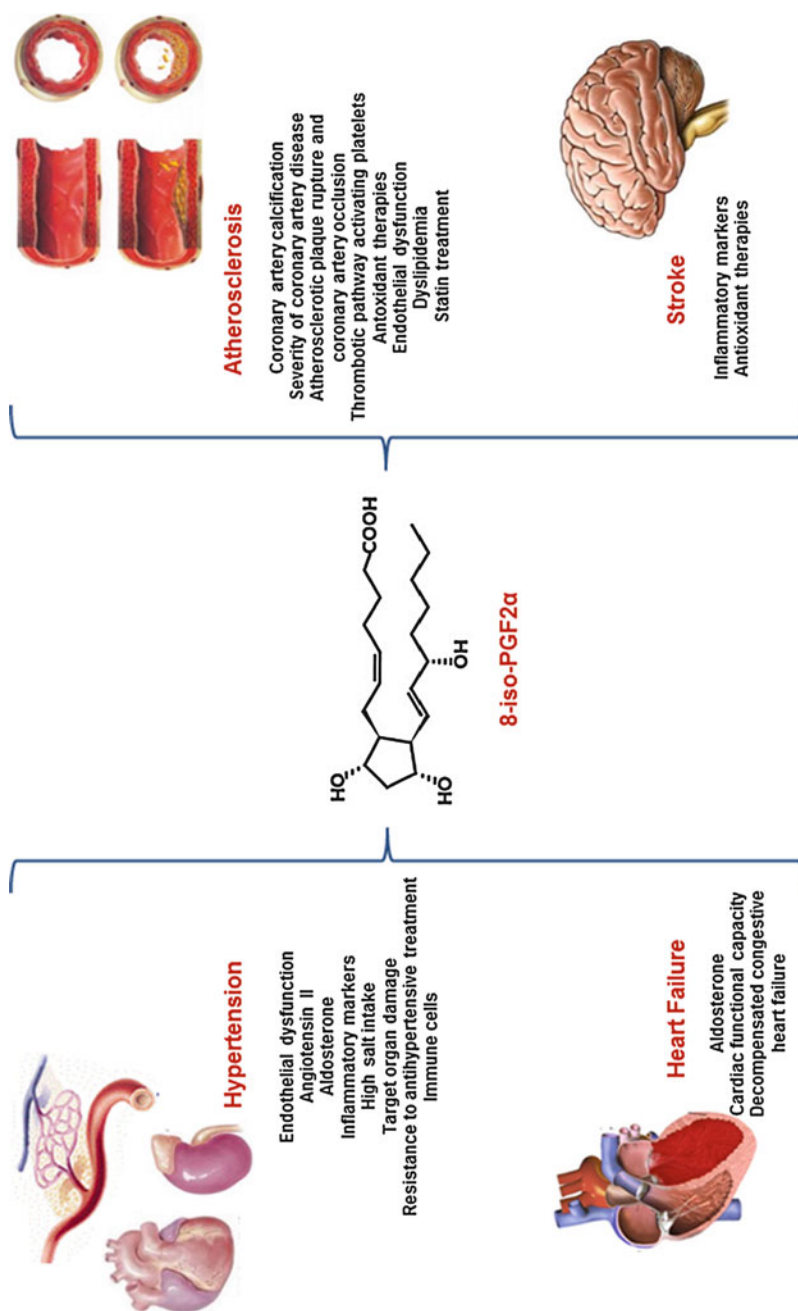 Hypertension
Endothelial dysfunction
Angiotensin II
Aldosterone
Inflammatory markers
High salt intake
Target organ damage
Resistance to antihypertensive treatment
Immune cells
Heart Failure
Aldosterone
Cardiac functional capacity
Decompensated congestive
heart failure
HO
HO
COOH
OH
8-iso-PGF2α
Atherosclerosis
Coronary artery calcification
Severity of coronary artery disease
Atherosclerotic plaque rupture and
coronary artery occlusion
Thrombotic pathway activating platelets
Antoxidant therapies
Endothelial dysfunction
Dyslipidemia
Statin treatment
Stroke
Inflammatory markers
Antioxidant therapies